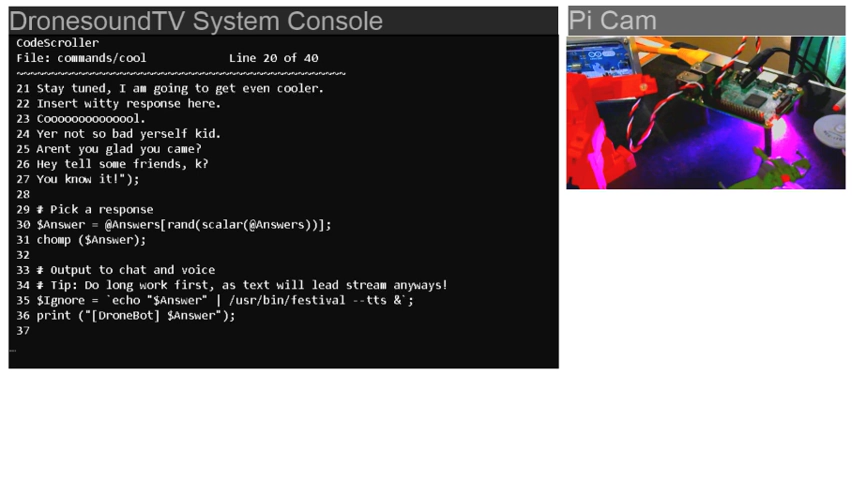 DronesoundTV System Console
Pi Cam
CodeScroller
File: commands/cool Line 20 of 40
~~~~~~~~~~~~~~~~~~~~~~~~~~~~~~~~~~~~~~~~~~~~~~~
21 Stay tuned, I am going to get even cooler.
22 Insert witty response here.
23 Cooooooooooool.
24 Yer not so bad yerself kid.
25 Arent you glad you came?
26 Hey tell some friends, k?
27 You know it!");
28
29 # Pick a response
30 $Answer = @Answers[rand(scalar(@Answers))];
31 chomp ($Answer);
32
33 # Output to chat and voice
34 # Tip: Do long work first, as text will lead stream anyways!
35 $Ignore = `echo "$Answer" | /usr/bin/festival --tts &`;
36 print ("[DroneBot] $Answer");
37